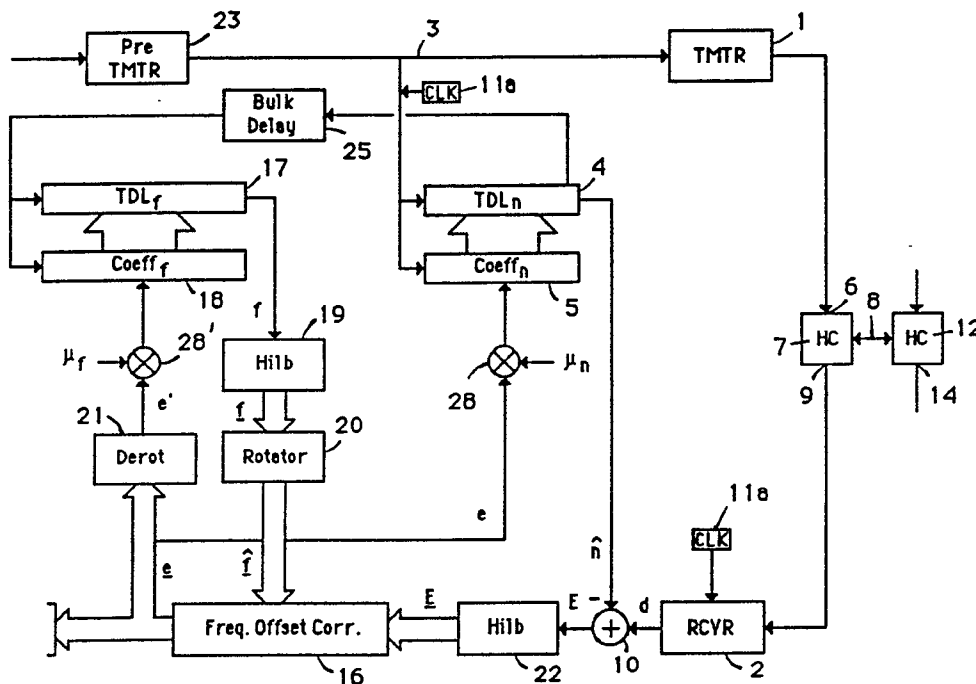 23
Pre
TMTR
3
1
TMTR
CLK
11a
Bulk
Delay
25
17
TDLf
4
TDLn
Coefff
18
Coeffn
5
f
19
Hilb
μf
28'
e'
28
μn
6
8
7
HC
HC
12
9
14
21
Derot
f
20
Rotator
e
n̂
11a
CLK
e
f̂
E
E
−
d
Freq. Offset Corr.
16
Hilb
22
+
10
RCYR
2